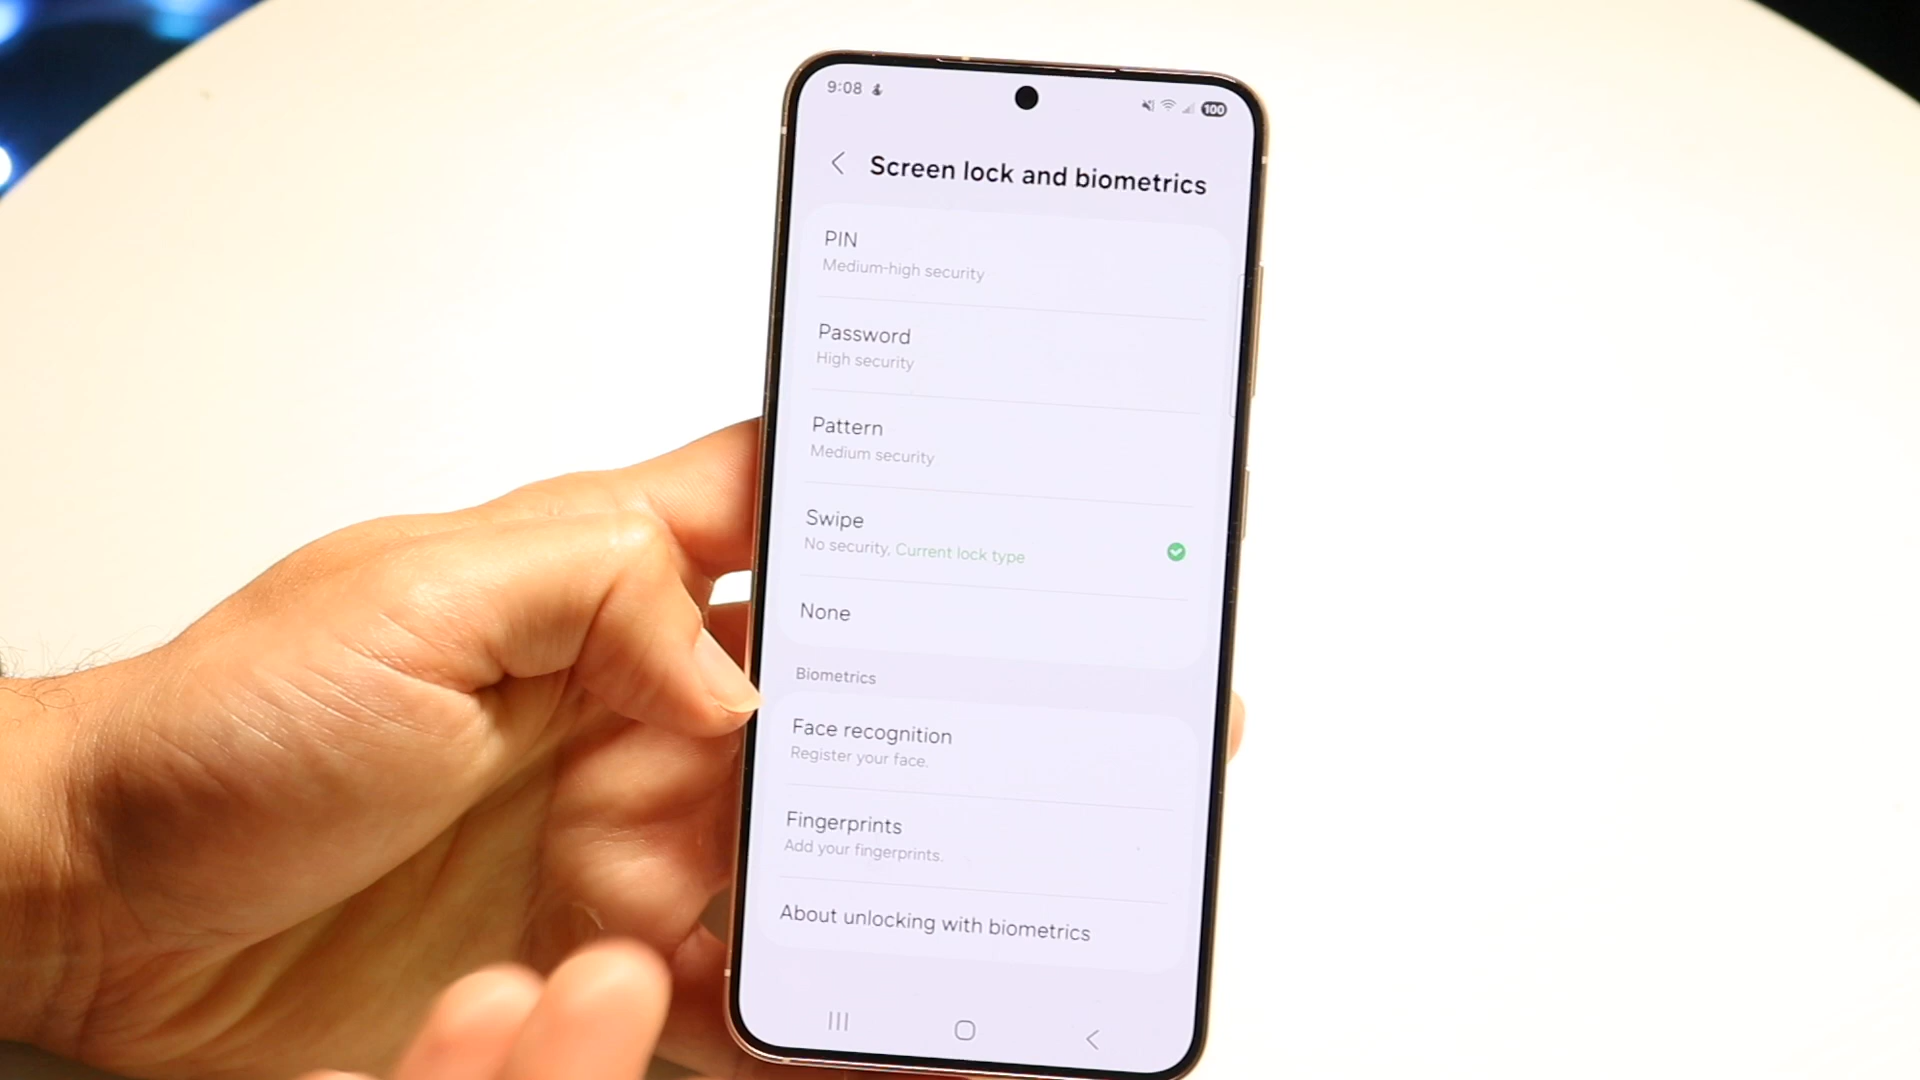 9:08
100
Screen lock and biometrics
PIN
Medium-high security
Password
High security
Pattern
Medium security
Swipe
No security, Current lock type
None
Biometrics
Face recognition
Register your face.
Fingerprints
Add your fingerprints.
About unlocking with biometrics